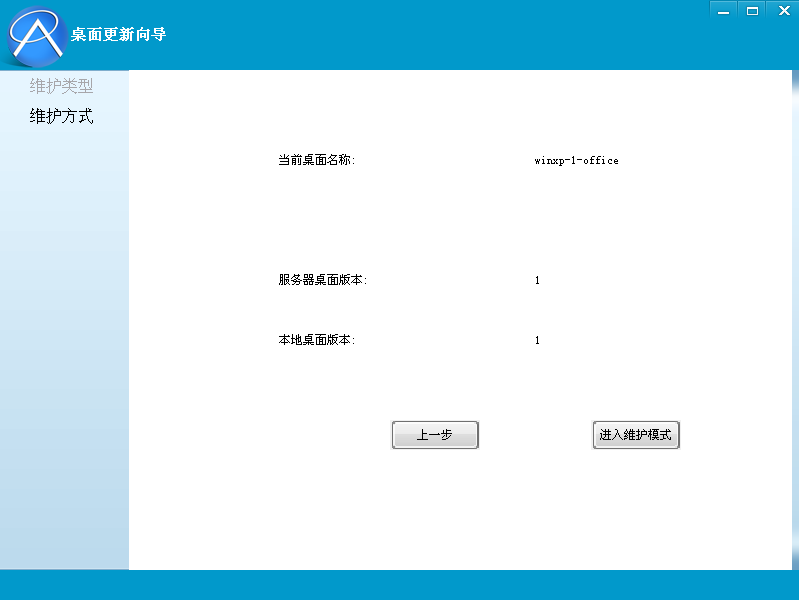 桌面更新向导
维护类型
维护方式
当前桌面名称: winxp-1-office
服务器桌面版本: 1
本地桌面版本: 1
上一步 进入维护模式